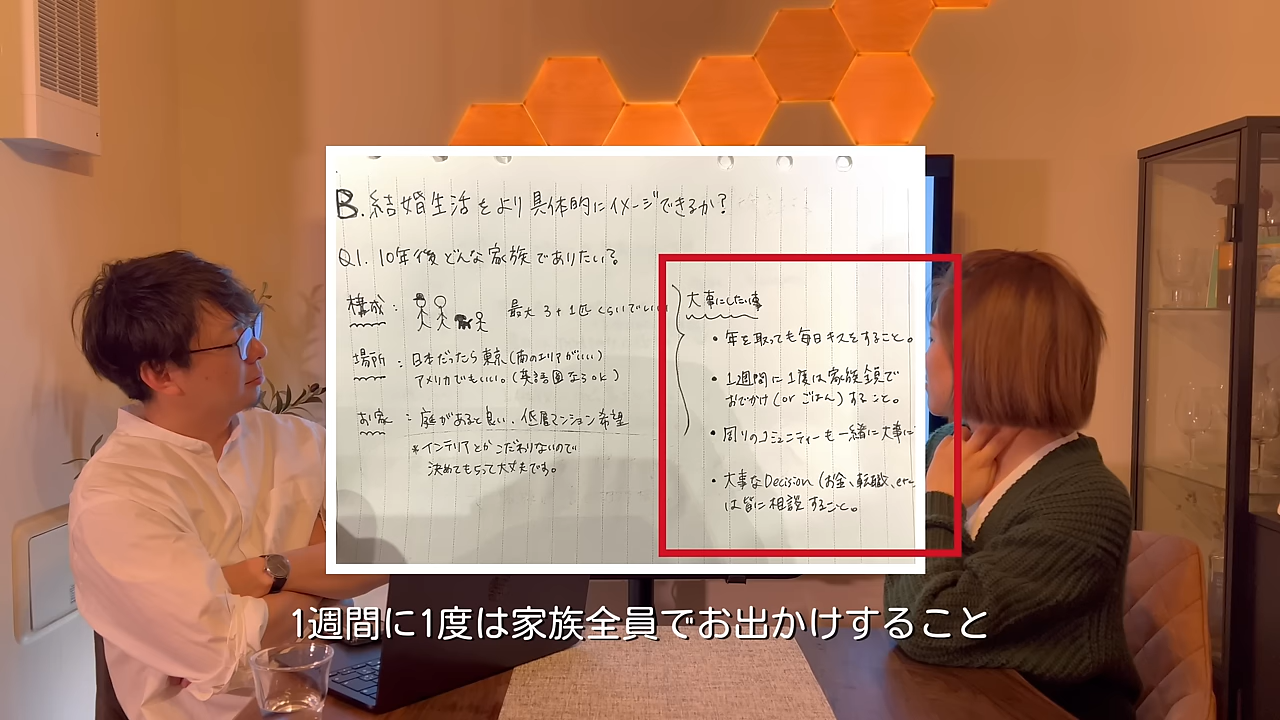 B. 結婚生活をより具体的にイメージできるか?
Q1. 10年後どんな家族でありたい?
構成: 最大 3+1匹くらいでいい
場所: 日本だったら東京(南のエリアがいい)
アメリカでもいい。(英語圏ならOK)
お家: 庭があると良い、低層マンション希望
*インテリアとかこだわりないので
決めてもらって大丈夫です。
大事にしたい事
• 年を取っても毎日キスをすること。
• 1週間に1度は家族全員で
おでかけ(or ごはん)すること。
• 周りのコミュニティーも一緒に大事に
• 大事なDecision(お金、転職、etc
は皆に相談すること。
1週間に1度は家族全員でお出かけすること